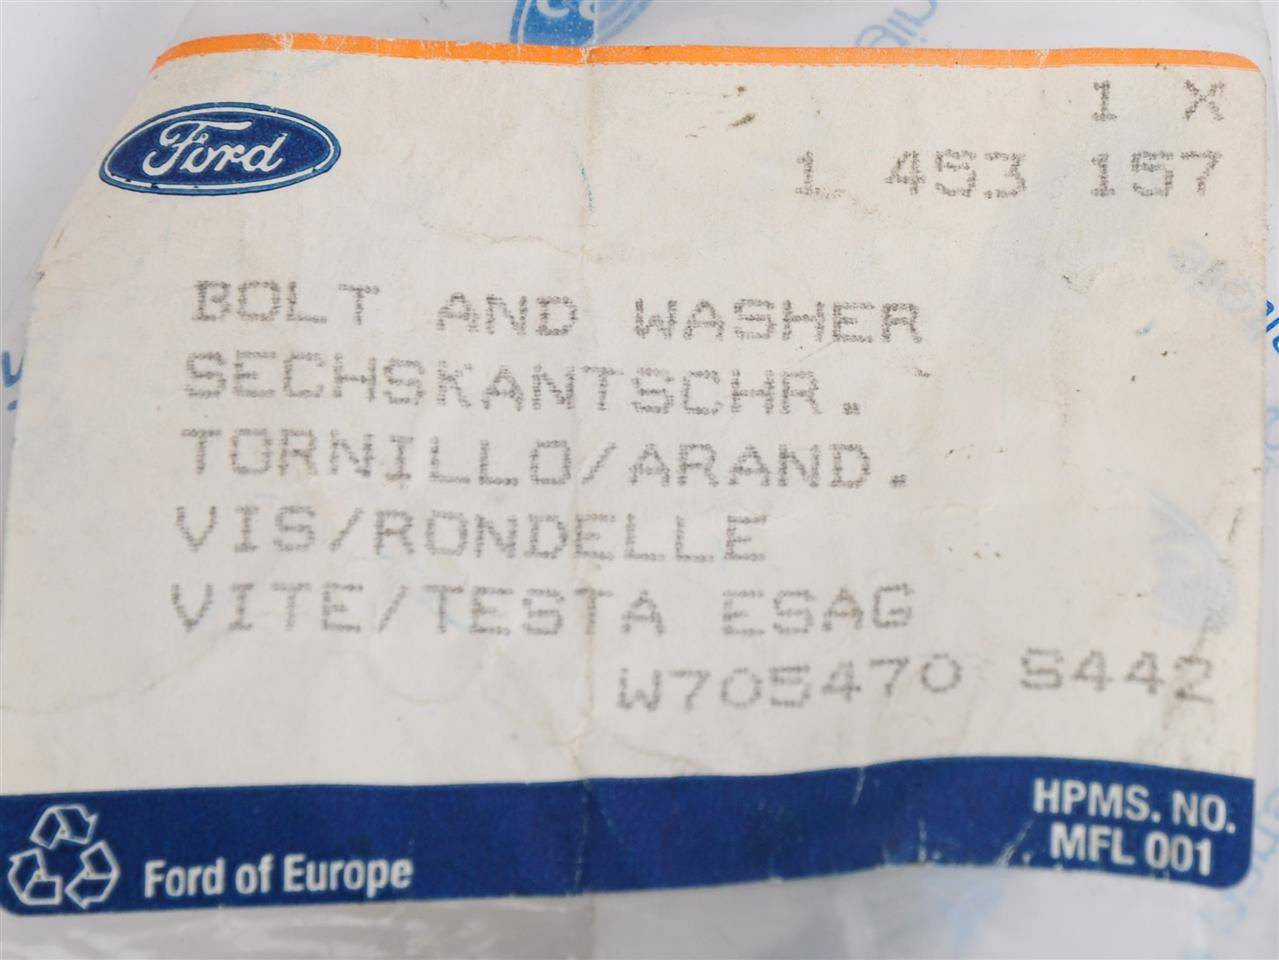 Ford
1 X
1 453 157
BOLT AND WASHER
SECHSKANTSCHR.
TORNILLO/ARAND.
VIS/RONDELLE
VITE/TESTA ESAG
W705470 S442
HPMS. NO.
MFL 001
Ford of Europe